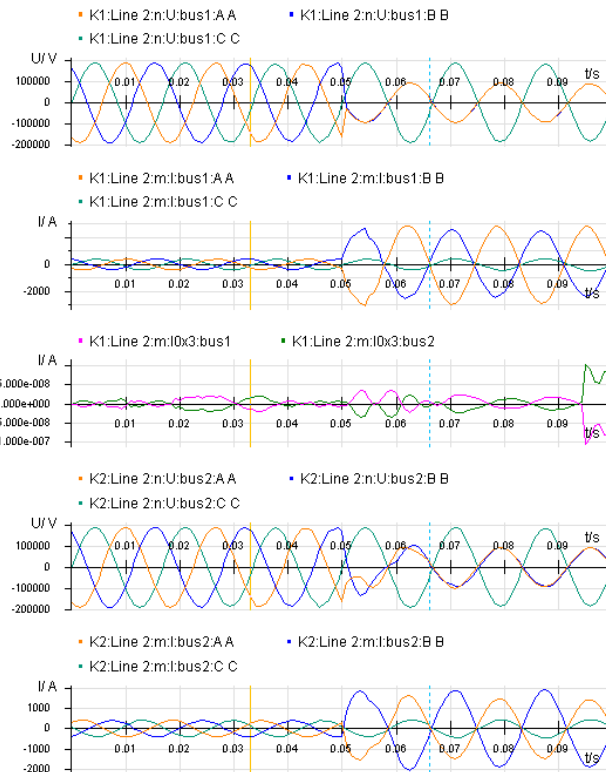 K1:Line 2:n:U:bus1:A A K1:Line 2:n:U:bus1:B B
K1:Line 2:n:U:bus1:C C
U/ V
t/s
100000
0.01 0.02 0.03 0.04 0.05 0.06 0.07 0.08 0.09
0
-100000
-200000
K1:Line 2:m:I:bus1:A A K1:Line 2:m:I:bus1:B B
K1:Line 2:m:I:bus1:C C
I/ A
0
0.01 0.02 0.03 0.04 0.05 0.06 0.07 0.08 0.09
-2000
t/s
K1:Line 2:m:I0x3:bus1 K1:Line 2:m:I0x3:bus2
I/ A
5.000e-008
0.000e+000
0.01 0.02 0.03 0.04 0.05 0.06 0.07 0.08 0.09
5.000e-008
1.000e-007
t/s
K2:Line 2:n:U:bus2:A A K2:Line 2:n:U:bus2:B B
K2:Line 2:n:U:bus2:C C
U/ V
t/s
100000
0.01 0.02 0.03 0.04 0.05 0.06 0.07 0.08 0.09
0
-100000
-200000
K2:Line 2:m:I:bus2:A A K2:Line 2:m:I:bus2:B B
K2:Line 2:m:I:bus2:C C
I/ A
1000
0
0.01 0.02 0.03 0.04 0.05 0.06 0.07 0.08 0.09
-1000
t/s
-2000